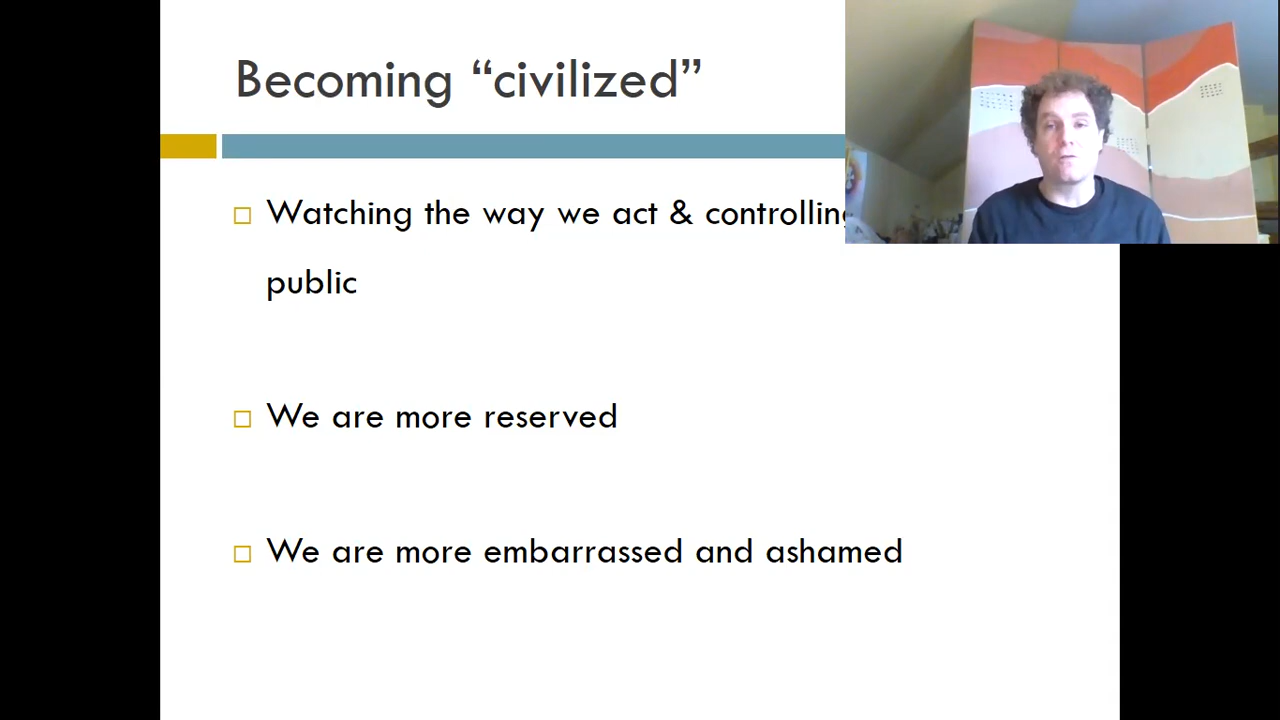 Becoming “civilized”
Watching the way we act & controlling
public
We are more reserved
We are more embarrassed and ashamed